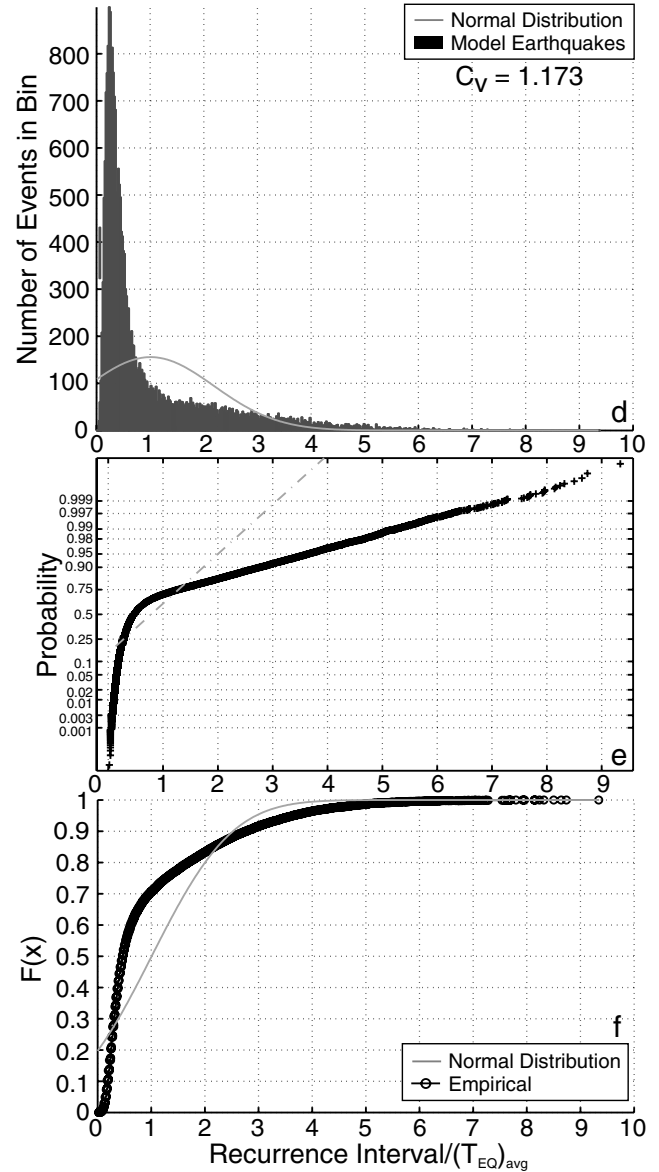 Normal Distribution
Model Earthquakes
C_V = 1.173
Number of Events in Bin
800
700
600
500
400
300
200
100
0
d
0 1 2 3 4 5 6 7 8 9 10
Probability
0.999
0.997
0.99
0.98
0.95
0.90
0.75
0.5
0.25
0.1
0.05
0.02
0.01
0.003
0.001
e
0 1 2 3 4 5 6 7 8 9
F(x)
1
0.9
0.8
0.7
0.6
0.5
0.4
0.3
0.2
0.1
0
f
Normal Distribution
Empirical
0 1 2 3 4 5 6 7 8 9 10
Recurrence Interval/(T_EQ)_avg